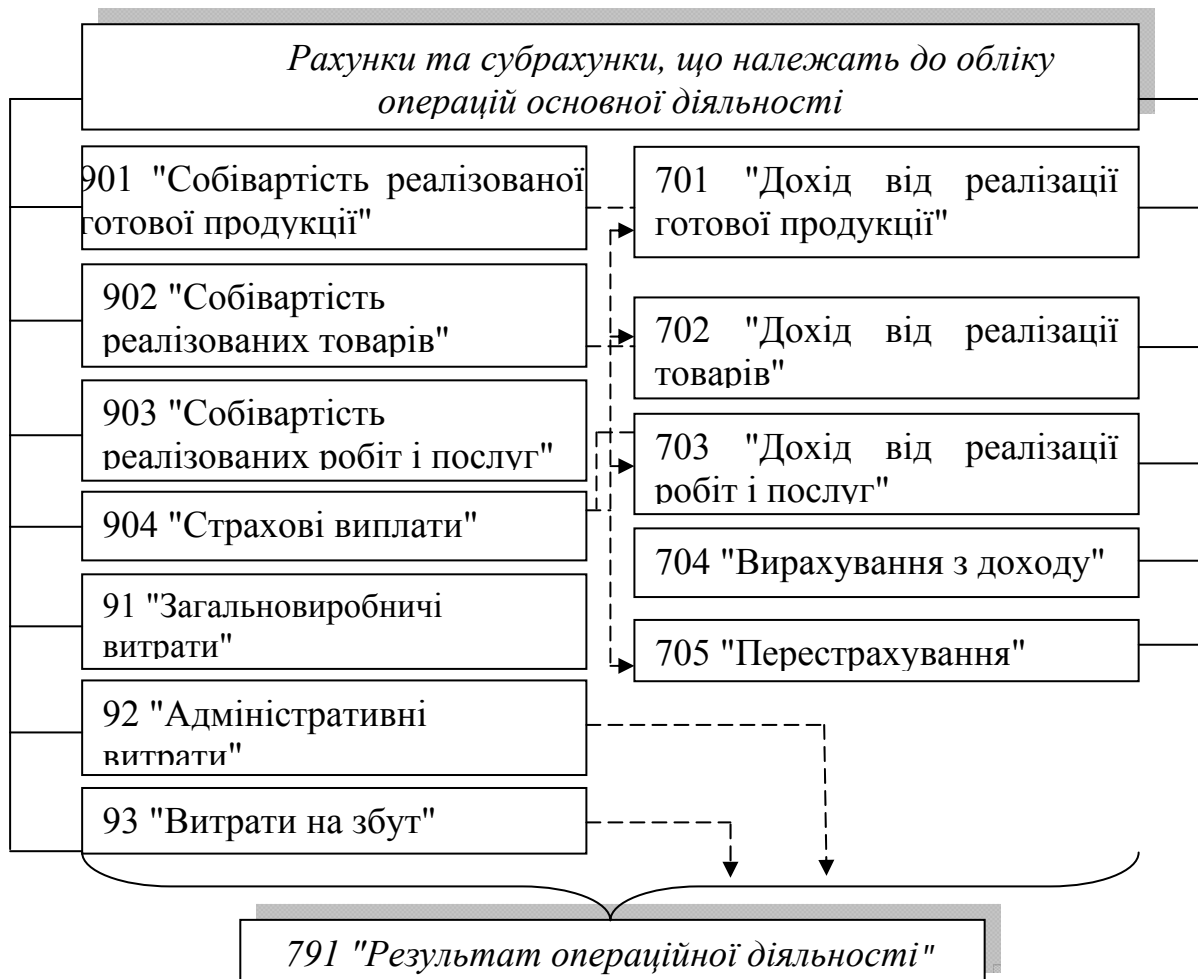 Рахунки та субрахунки, що належать до обліку
операцій основної діяльності
901 "Собівартість реалізованої
готової продукції"
902 "Собівартість
реалізованих товарів"
903 "Собівартість
реалізованих робіт і послуг"
904 "Страхові виплати"
91 "Загальновиробничі
витрати"
92 "Адміністративні
витрати"
93 "Витрати на збут"
701 "Дохід від реалізації
готової продукції"
702 "Дохід від реалізації
товарів"
703 "Дохід від реалізації
робіт і послуг"
704 "Вирахування з доходу"
705 "Перестрахування"
791 "Результат операційної діяльності"